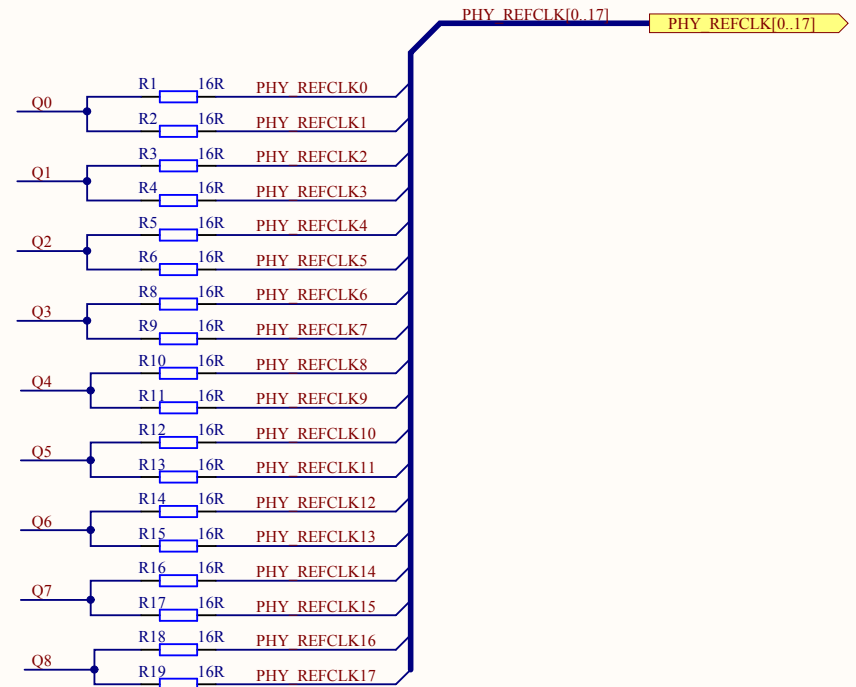 PHY_REFCLK[0..17] PHY_REFCLK[0..17]
R1 16R PHY_REFCLK0
Q0
R2 16R PHY_REFCLK1
R3 16R PHY_REFCLK2
Q1
R4 16R PHY_REFCLK3
R5 16R PHY_REFCLK4
Q2
R6 16R PHY_REFCLK5
R8 16R PHY_REFCLK6
Q3
R9 16R PHY_REFCLK7
R10 16R PHY_REFCLK8
Q4
R11 16R PHY_REFCLK9
R12 16R PHY_REFCLK10
Q5
R13 16R PHY_REFCLK11
R14 16R PHY_REFCLK12
Q6
R15 16R PHY_REFCLK13
R16 16R PHY_REFCLK14
Q7
R17 16R PHY_REFCLK15
R18 16R PHY_REFCLK16
Q8
R19 16R PHY_REFCLK17